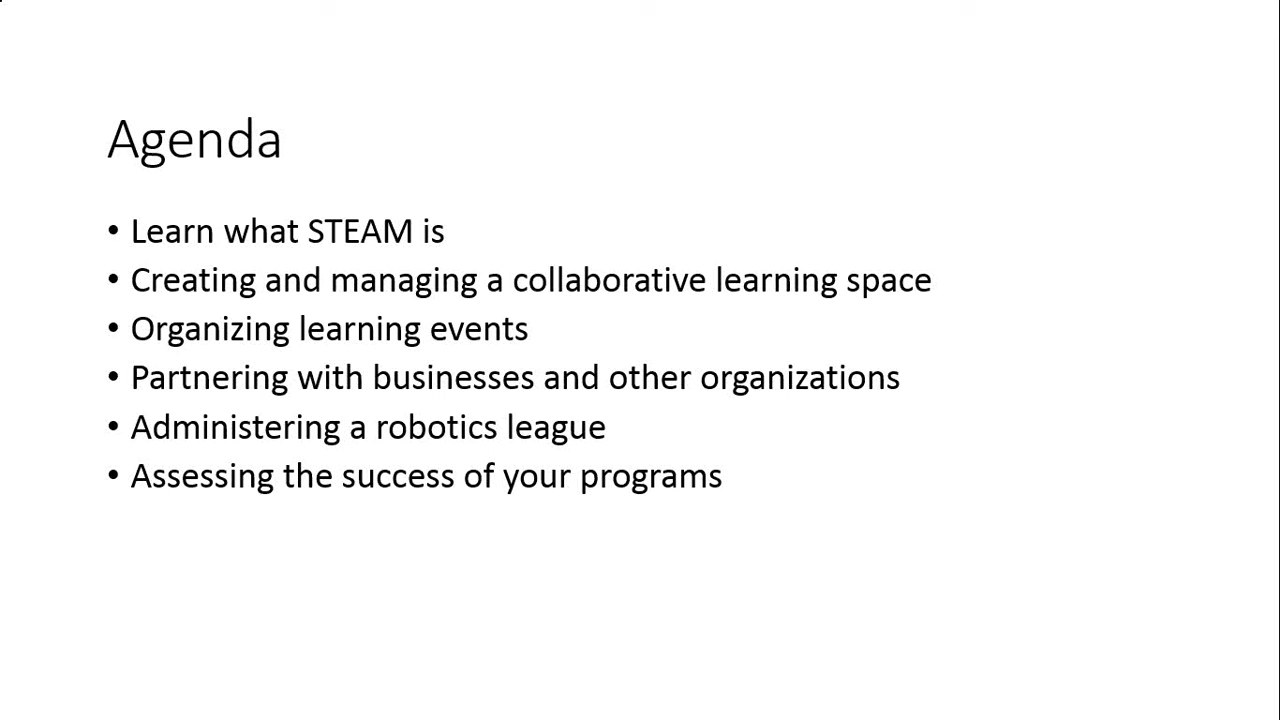 Agenda
• Learn what STEAM is
• Creating and managing a collaborative learning space
• Organizing learning events
• Partnering with businesses and other organizations
• Administering a robotics league
• Assessing the success of your programs